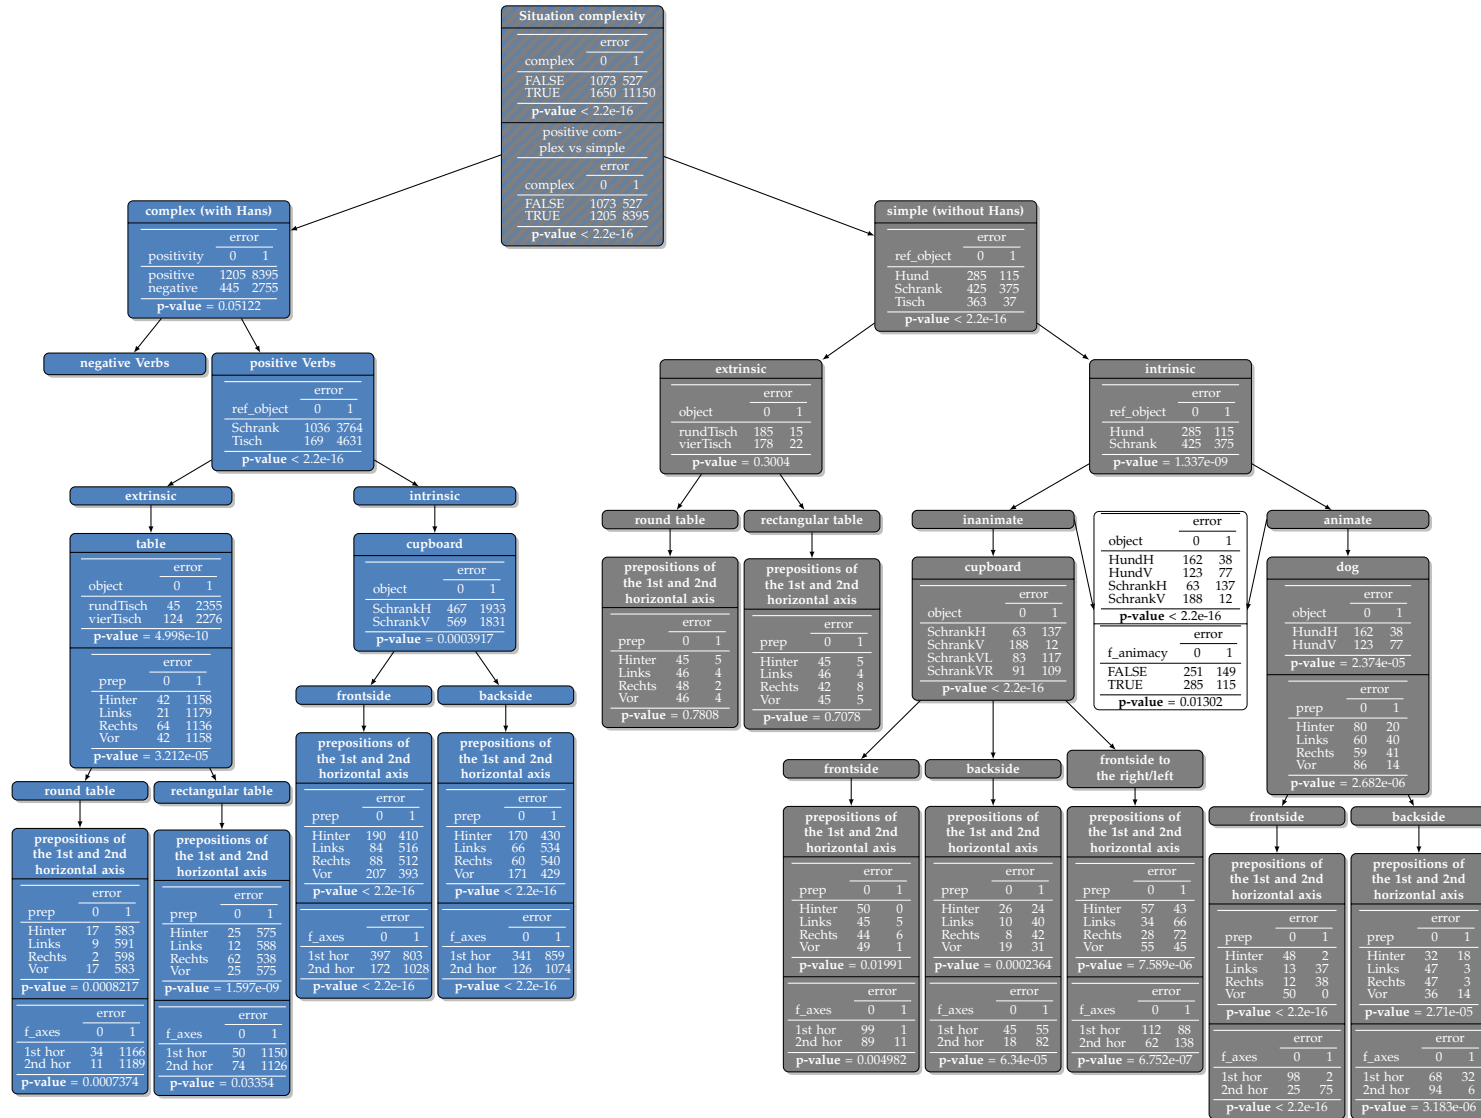 Situation complexity
error
complex 0 1
FALSE 1073 527
TRUE 1650 11150
p-value < 2.2e-16
positive com-
plex vs simple
error
complex 0 1
FALSE 1073 527
TRUE 1205 8395
p-value < 2.2e-16
complex (with Hans)
error
positivity 0 1
positive 1205 8395
negative 445 2755
p-value = 0.05122
simple (without Hans)
error
ref_object 0 1
Hund 285 115
Schrank 425 375
Tisch 363 37
p-value < 2.2e-16
negative Verbs
positive Verbs
error
ref_object 0 1
Schrank 1036 3764
Tisch 169 4631
p-value < 2.2e-16
extrinsic
error
object 0 1
rundTisch 185 15
vierTisch 178 22
p-value = 0.3004
intrinsic
error
ref_object 0 1
Hund 285 115
Schrank 425 375
p-value = 1.337e-09
extrinsic
intrinsic
table
error
object 0 1
rundTisch 45 2355
vierTisch 124 2276
p-value = 4.998e-10
error
prep 0 1
Hinter 42 1158
Links 21 1179
Rechts 64 1136
Vor 42 1158
p-value = 3.212e-05
cupboard
error
object 0 1
SchrankH 467 1933
SchrankV 569 1831
p-value = 0.0003917
round table
rectangular table
inanimate
animate
prepositions of
the 1st and 2nd
horizontal axis
error
prep 0 1
Hinter 45 5
Links 46 4
Rechts 48 2
Vor 46 4
p-value = 0.7808
prepositions of
the 1st and 2nd
horizontal axis
error
prep 0 1
Hinter 45 5
Links 46 4
Rechts 42 8
Vor 45 5
p-value = 0.7078
cupboard
error
object 0 1
SchrankH 63 137
SchrankV 188 12
SchrankVL 83 117
SchrankVR 91 109
p-value < 2.2e-16
error
object 0 1
HundH 162 38
HundV 123 77
SchrankH 63 137
SchrankV 188 12
p-value < 2.2e-16
error
f_animacy 0 1
FALSE 251 149
TRUE 285 115
p-value = 0.01302
dog
error
object 0 1
HundH 162 38
HundV 123 77
p-value = 2.374e-05
error
prep 0 1
Hinter 80 20
Links 60 40
Rechts 59 41
Vor 86 14
p-value = 2.682e-06
frontside
backside
prepositions of
the 1st and 2nd
horizontal axis
error
prep 0 1
Hinter 190 410
Links 84 516
Rechts 88 512
Vor 207 393
p-value < 2.2e-16
error
f_axes 0 1
1st hor 397 803
2nd hor 172 1028
p-value < 2.2e-16
prepositions of
the 1st and 2nd
horizontal axis
error
prep 0 1
Hinter 170 430
Links 66 534
Rechts 60 540
Vor 171 429
p-value < 2.2e-16
error
f_axes 0 1
1st hor 341 859
2nd hor 126 1074
p-value < 2.2e-16
round table
rectangular table
prepositions of
the 1st and 2nd
horizontal axis
error
prep 0 1
Hinter 17 583
Links 9 591
Rechts 2 598
Vor 17 583
p-value = 0.0008217
error
f_axes 0 1
1st hor 34 1166
2nd hor 11 1189
p-value = 0.0007374
prepositions of
the 1st and 2nd
horizontal axis
error
prep 0 1
Hinter 25 575
Links 12 588
Rechts 62 538
Vor 25 575
p-value = 1.597e-09
error
f_axes 0 1
1st hor 50 1150
2nd hor 74 1126
p-value = 0.03354
frontside
backside
frontside to
the right/left
prepositions of
the 1st and 2nd
horizontal axis
error
prep 0 1
Hinter 50 0
Links 45 5
Rechts 44 6
Vor 49 1
p-value = 0.01991
error
f_axes 0 1
1st hor 99 1
2nd hor 89 11
p-value = 0.004982
prepositions of
the 1st and 2nd
horizontal axis
error
prep 0 1
Hinter 26 24
Links 10 40
Rechts 8 42
Vor 19 31
p-value = 0.0002364
error
f_axes 0 1
1st hor 45 55
2nd hor 18 82
p-value = 6.34e-05
prepositions of
the 1st and 2nd
horizontal axis
error
prep 0 1
Hinter 57 43
Links 34 66
Rechts 28 72
Vor 55 45
p-value = 7.589e-06
error
f_axes 0 1
1st hor 112 88
2nd hor 62 138
p-value = 6.752e-07
frontside
backside
prepositions of
the 1st and 2nd
horizontal axis
error
prep 0 1
Hinter 48 2
Links 13 37
Rechts 12 38
Vor 50 0
p-value < 2.2e-16
error
f_axes 0 1
1st hor 98 2
2nd hor 25 75
p-value < 2.2e-16
prepositions of
the 1st and 2nd
horizontal axis
error
prep 0 1
Hinter 32 18
Links 47 3
Rechts 47 3
Vor 36 14
p-value = 2.71e-05
error
f_axes 0 1
1st hor 68 32
2nd hor 94 6
p-value = 3.183e-06